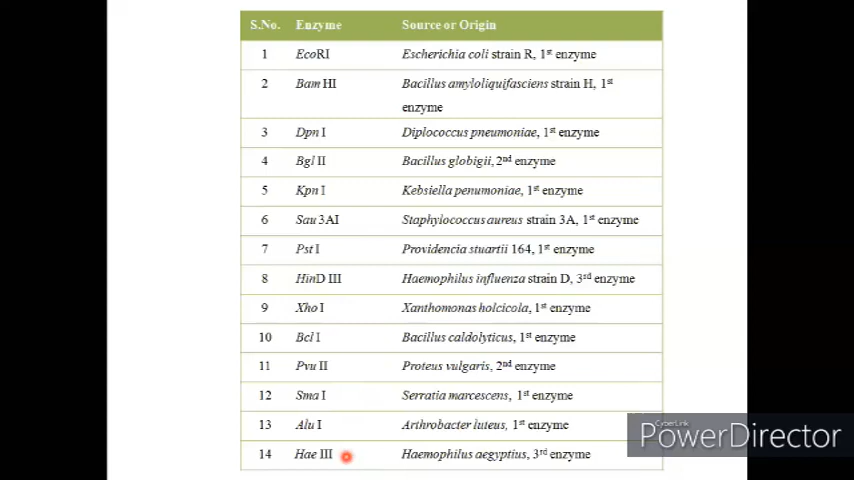 S.No. Enzyme Source or Origin
1 EcoRI Escherichia coli strain R, 1st enzyme
2 Bam HI Bacillus amyloliquifasciens strain H, 1st
enzyme
3 Dpn I Diplococcus pneumoniae, 1st enzyme
4 Bgl II Bacillus globigii, 2nd enzyme
5 Kpn I Kebsiella penumoniae, 1st enzyme
6 Sau 3AI Staphylococcus aureus strain 3A, 1st enzyme
7 Pst I Providencia stuartii 164, 1st enzyme
8 HinD III Haemophilus influenza strain D, 3rd enzyme
9 Xho I Xanthomonas holcicola, 1st enzyme
10 Bcl I Bacillus caldolyticus, 1st enzyme
11 Pvu II Proteus vulgaris, 2nd enzyme
12 Sma I Serratia marcescens, 1st enzyme
13 Alu I Arthrobacter luteus, 1st enzyme
14 Hae III Haemophilus aegyptius, 3rd enzyme
CyberLink
PowerDirector